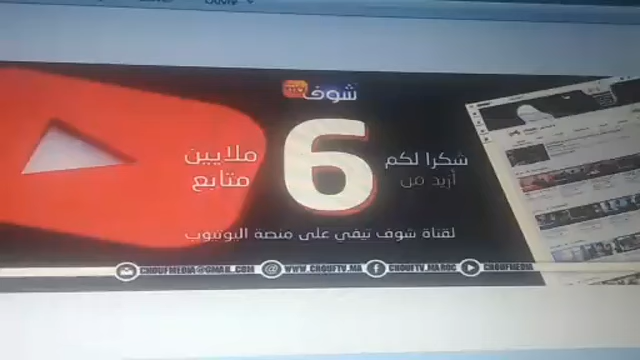 شوف
شكرا لكم
أزيد من
6
ملايين
متابع
لقناة شوف تيفي على منصة اليوتيوب
CHOUFMEDIA@GMAIL.COM @ WWW.CHOUFTV.MA f CHOUFTV.MAROC CHOUFMEDIA